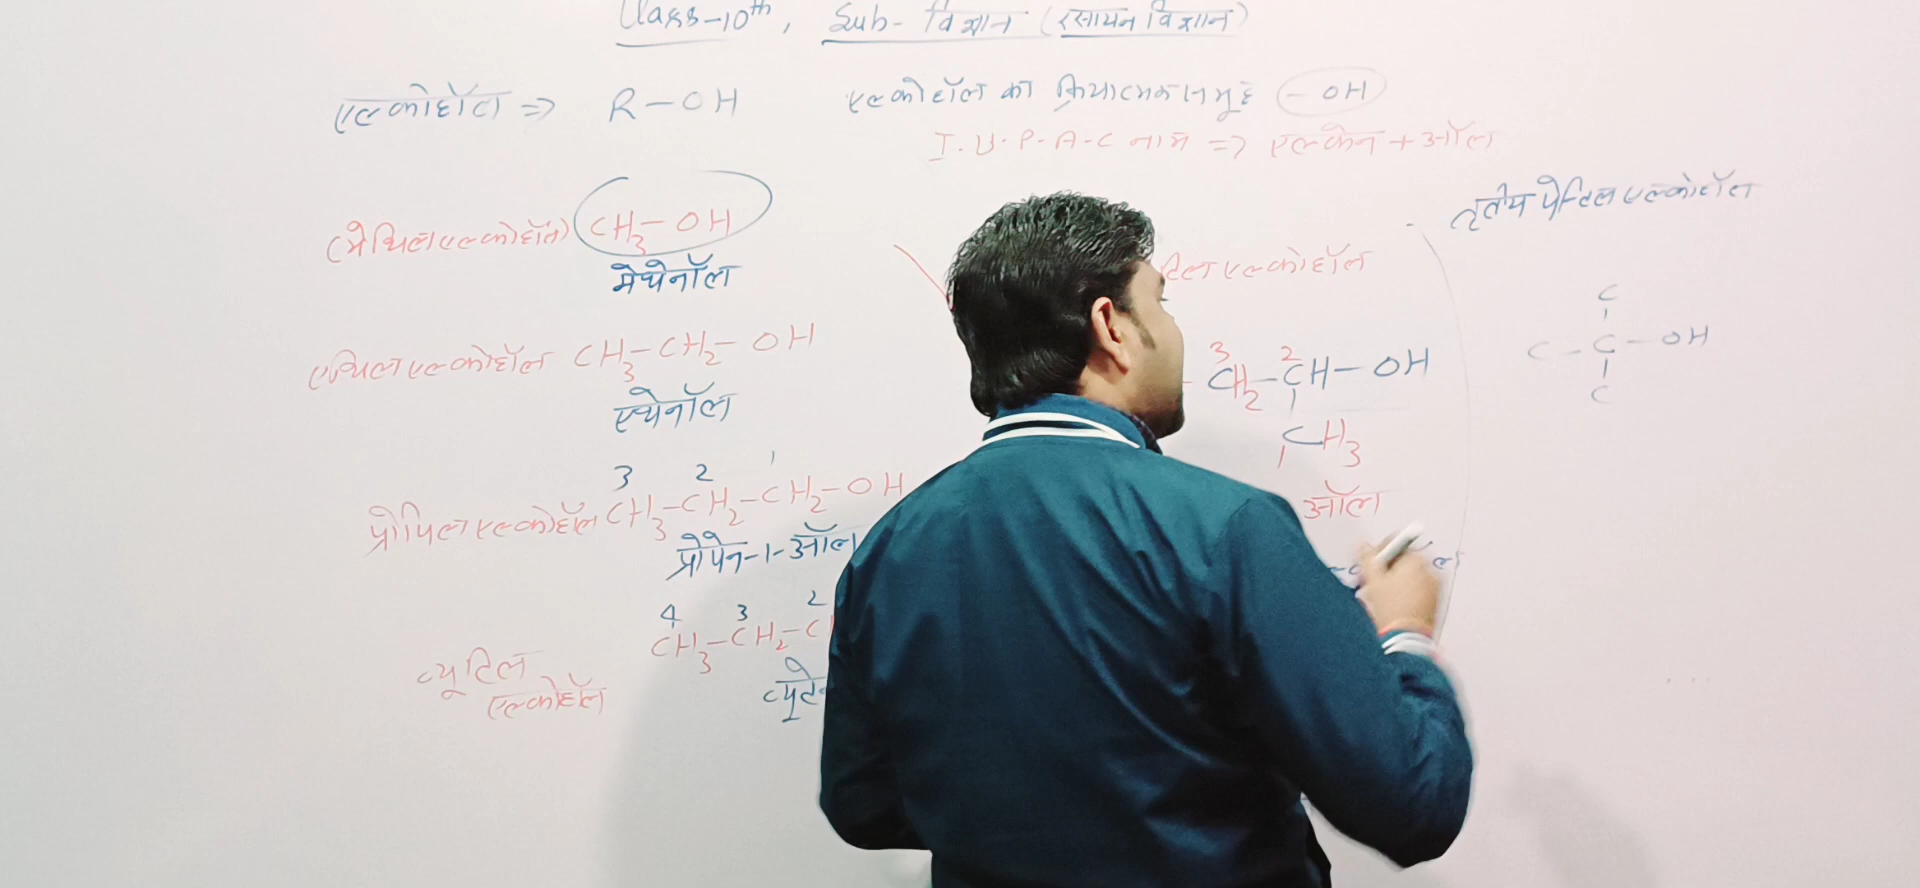 Class-10th, Sub- विज्ञान (रसायन विज्ञान)
एल्कोहॉल => R-OH
एल्कोहॉल का क्रियात्मक समूह -OH
I.U.P.A.C नाम => एल्केन + ऑल
(मेथिल एल्कोहॉल) CH3-OH
मेथेनॉल
एथिल एल्कोहॉल CH3-CH2-OH
एथेनॉल
3 2 1
प्रोपिल एल्कोहॉल CH3-CH2-CH2-OH
प्रोपेन-1-ऑल
4 3 2
CH3-CH2-C
ब्यूटिल
एल्कोहॉल
ब्यूटे
टिल एल्कोहॉल
3 2
CH2-CH-OH
CH3
1
ऑल
तृतीय पेन्टिल एल्कोहॉल
C
C-C-OH
C